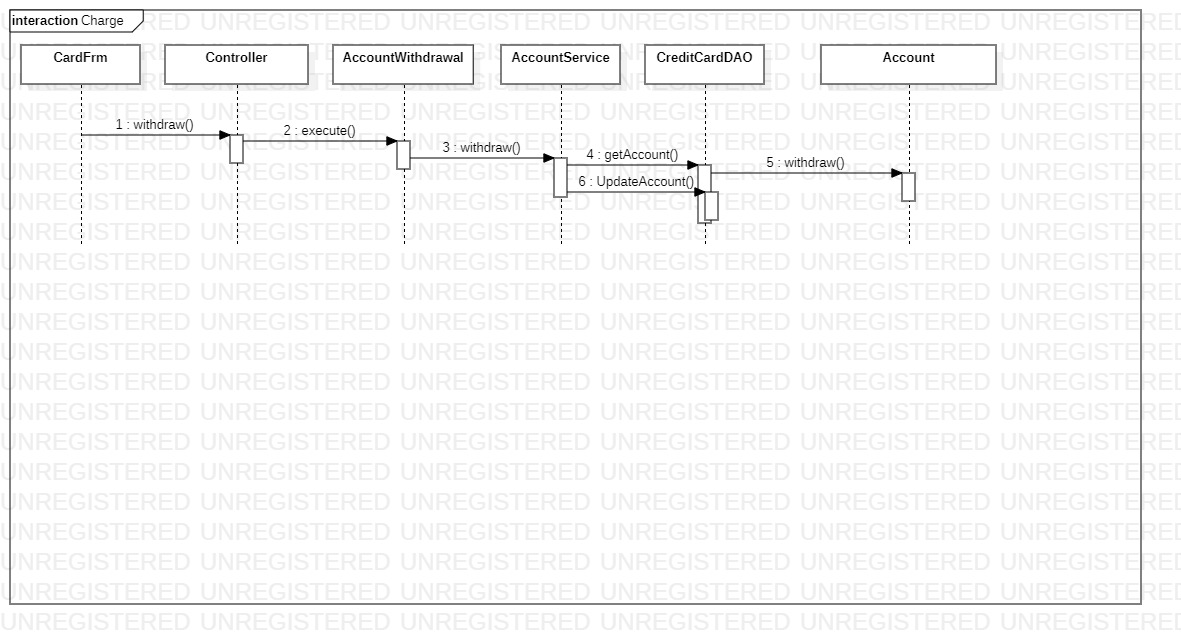 interaction Charge
CardFrm
Controller
AccountWithdrawal
AccountService
CreditCardDAO
Account
1 : withdraw()
2 : execute()
3 : withdraw()
4 : getAccount()
5 : withdraw()
6 : UpdateAccount()
UNREGISTERED UNREGISTERED UNREGISTERED UNREGISTERED UNREGISTERED UNREGISTERED